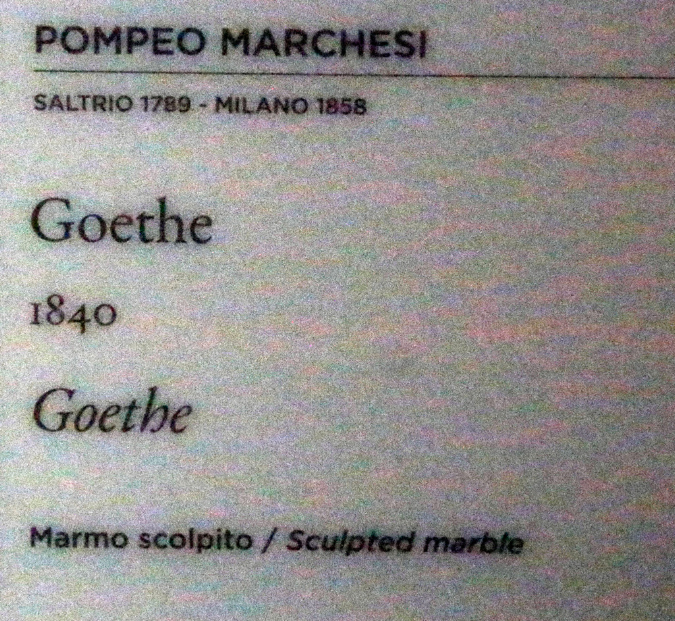 POMPEO MARCHESI
SALTRIO 1789 - MILANO 1858
Goethe
1840
Goethe
Marmo scolpito / Sculpted marble